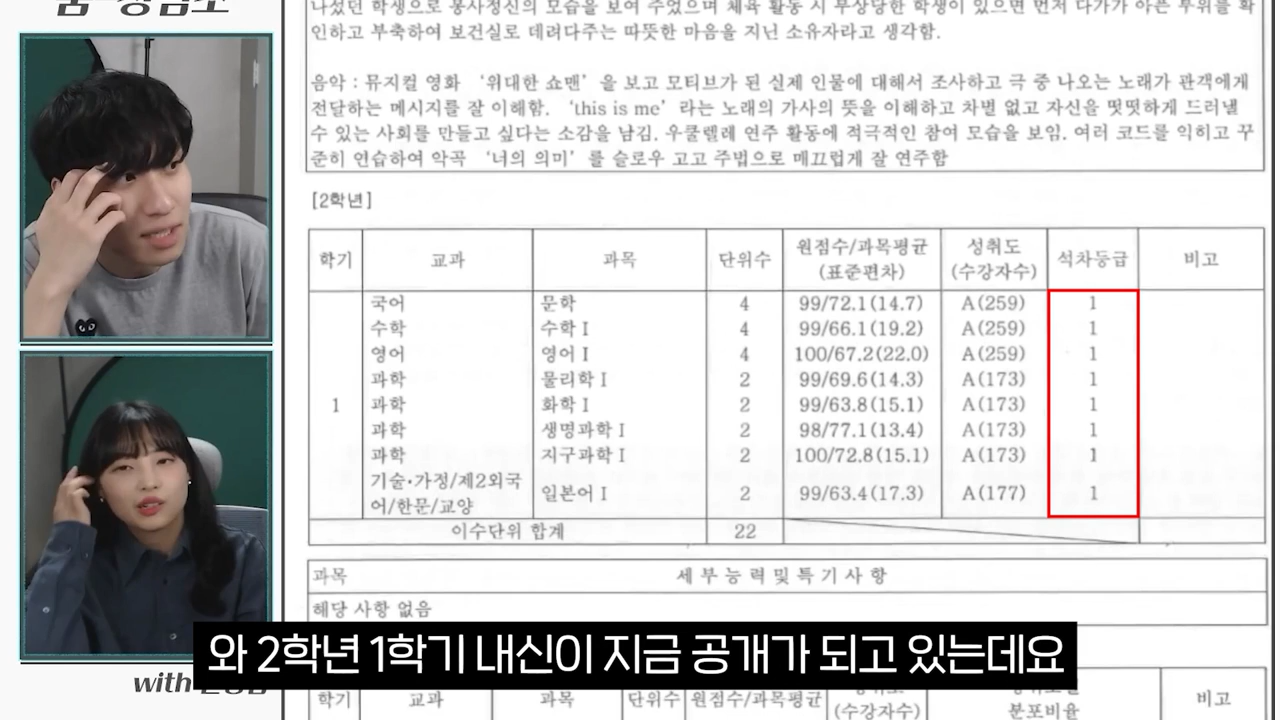 나섰던 학생으로 봉사정신의 모습을 보여 주었으며 체육 활동 시 부상당한 학생이 있으면 먼저 다가가 아픈 부위를 확
인하고 부축하여 보건실로 데려다주는 따뜻한 마음을 지닌 소유자라고 생각함.
음악 : 뮤지컬 영화 ‘위대한 쇼맨’을 보고 모티브가 된 실제 인물에 대해서 조사하고 극 중 나오는 노래가 관객에게
전달하는 메시지를 잘 이해함. ‘this is me’라는 노래의 가사의 뜻을 이해하고 차별 없고 자신을 떳떳하게 드러낼
수 있는 사회를 만들고 싶다는 소감을 남김. 우쿨렐레 연주 활동에 적극적인 참여 모습을 보임. 여러 코드를 익히고 꾸
준히 연습하여 악곡 ‘너의 의미’를 슬로우 고고 주법으로 매끄럽게 잘 연주함
[2학년]
학기 교과 과목 단위수 원점수/과목평균 (표준편차) 성취도 (수강자수) 석차등급 비고
1
국어 문학 4 99/72.1(14.7) A(259) 1
수학 수학Ⅰ 4 99/66.1(19.2) A(259) 1
영어 영어Ⅰ 4 100/67.2(22.0) A(259) 1
과학 물리학Ⅰ 2 99/69.6(14.3) A(173) 1
과학 화학Ⅰ 2 99/63.8(15.1) A(173) 1
과학 생명과학Ⅰ 2 98/77.1(13.4) A(173) 1
과학 지구과학Ⅰ 2 100/72.8(15.1) A(173) 1
기술·가정/제2외국
어/한문/교양 일본어Ⅰ 2 99/63.4(17.3) A(177) 1
이수단위 합계 22
과목 세 부 능 력 및 특 기 사 항
해당 사항 없음
와 2학년 1학기 내신이 지금 공개가 되고 있는데요
with
학기 교과 과목 단위수 원점수/과목평균 (수강자수) 분포비율 비고